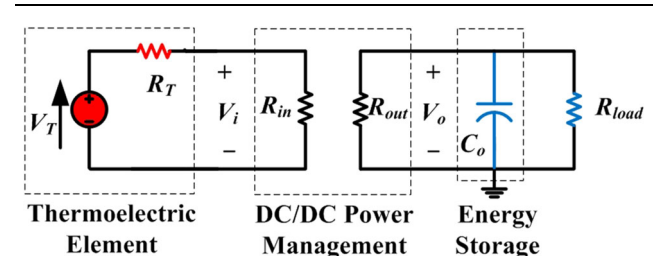 R_T
+
+
V_T
+
-
V_i
R_in
R_out
V_o
C_o
R_load
−
−
Thermoelectric
Element
DC/DC Power
Management
Energy
Storage